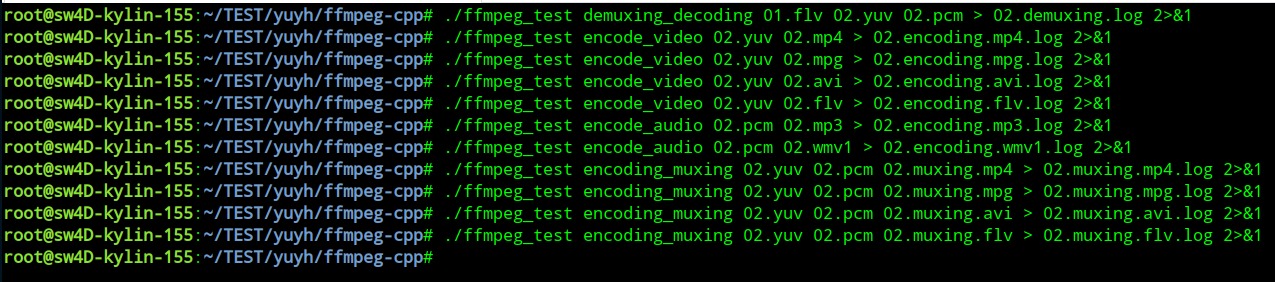 root@sw4D-kylin-155:~/TEST/yuyh/ffmpeg-cpp# ./ffmpeg_test demuxing_decoding 01.flv 02.yuv 02.pcm > 02.demuxing.log 2>&1
root@sw4D-kylin-155:~/TEST/yuyh/ffmpeg-cpp# ./ffmpeg_test encode_video 02.yuv 02.mp4 > 02.encoding.mp4.log 2>&1
root@sw4D-kylin-155:~/TEST/yuyh/ffmpeg-cpp# ./ffmpeg_test encode_video 02.yuv 02.mpg > 02.encoding.mpg.log 2>&1
root@sw4D-kylin-155:~/TEST/yuyh/ffmpeg-cpp# ./ffmpeg_test encode_video 02.yuv 02.avi > 02.encoding.avi.log 2>&1
root@sw4D-kylin-155:~/TEST/yuyh/ffmpeg-cpp# ./ffmpeg_test encode_video 02.yuv 02.flv > 02.encoding.flv.log 2>&1
root@sw4D-kylin-155:~/TEST/yuyh/ffmpeg-cpp# ./ffmpeg_test encode_audio 02.pcm 02.mp3 > 02.encoding.mp3.log 2>&1
root@sw4D-kylin-155:~/TEST/yuyh/ffmpeg-cpp# ./ffmpeg_test encode_audio 02.pcm 02.wmv1 > 02.encoding.wmv1.log 2>&1
root@sw4D-kylin-155:~/TEST/yuyh/ffmpeg-cpp# ./ffmpeg_test encoding_muxing 02.yuv 02.pcm 02.muxing.mp4 > 02.muxing.mp4.log 2>&1
root@sw4D-kylin-155:~/TEST/yuyh/ffmpeg-cpp# ./ffmpeg_test encoding_muxing 02.yuv 02.pcm 02.muxing.mpg > 02.muxing.mpg.log 2>&1
root@sw4D-kylin-155:~/TEST/yuyh/ffmpeg-cpp# ./ffmpeg_test encoding_muxing 02.yuv 02.pcm 02.muxing.avi > 02.muxing.avi.log 2>&1
root@sw4D-kylin-155:~/TEST/yuyh/ffmpeg-cpp# ./ffmpeg_test encoding_muxing 02.yuv 02.pcm 02.muxing.flv > 02.muxing.flv.log 2>&1
root@sw4D-kylin-155:~/TEST/yuyh/ffmpeg-cpp#